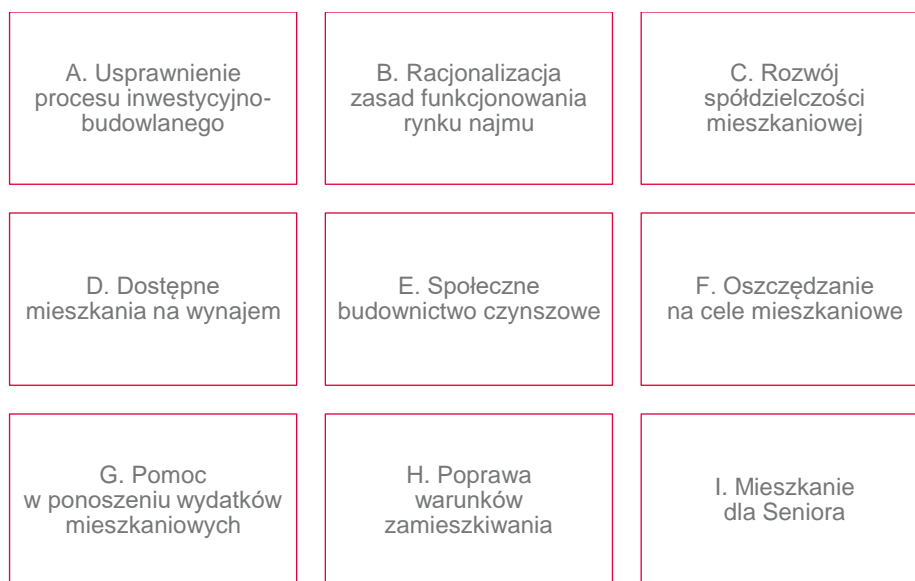 A. Usprawnienie
procesu inwestycyjno-
budowlanego
B. Racjonalizacja
zasad funkcjonowania
rynku najmu
C. Rozwój
spółdzielczości
mieszkaniowej
D. Dostępne
mieszkania na wynajem
E. Społeczne
budownictwo czynszowe
F. Oszczędzanie
na cele mieszkaniowe
G. Pomoc
w ponoszeniu wydatków
mieszkaniowych
H. Poprawa
warunków
zamieszkiwania
I. Mieszkanie
dla Seniora